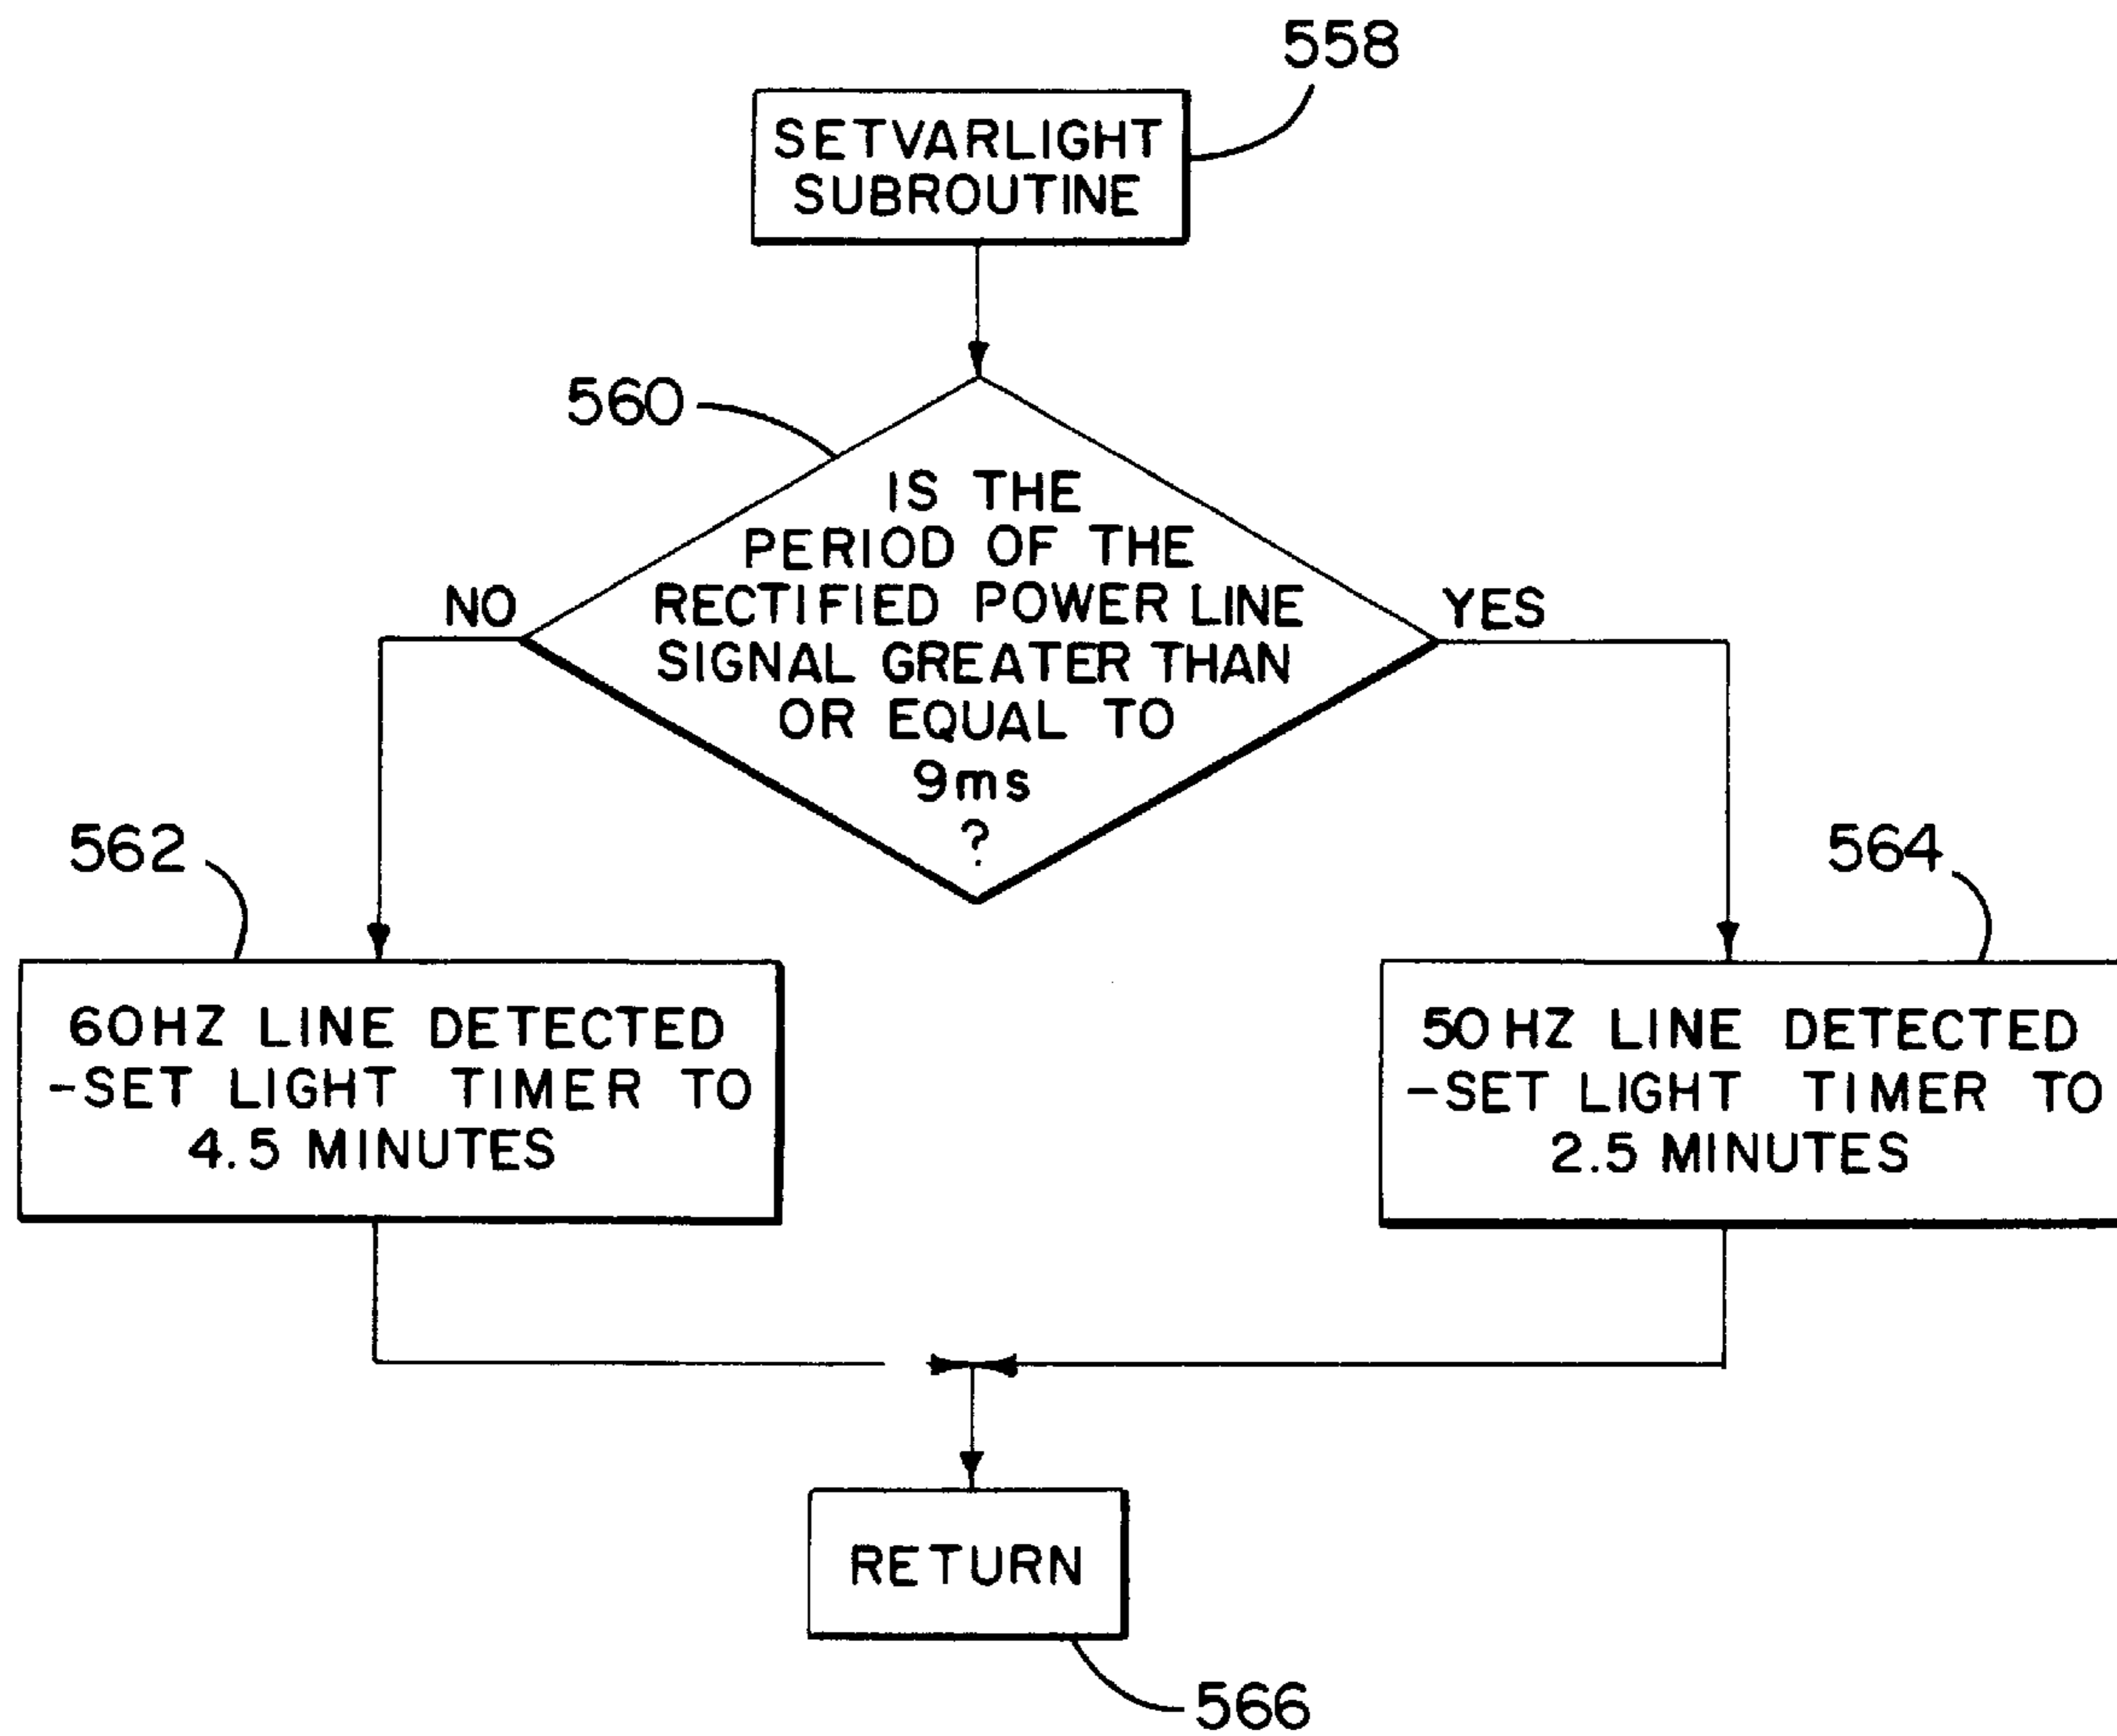 558
SETVARLIGHT
SUBROUTINE
560
IS THE
PERIOD OF THE
RECTIFIED POWER LINE
SIGNAL GREATER THAN
OR EQUAL TO
9ms
?
NO
YES
562
564
60HZ LINE DETECTED
-SET LIGHT TIMER TO
4.5 MINUTES
50HZ LINE DETECTED
-SET LIGHT TIMER TO
2.5 MINUTES
RETURN
566